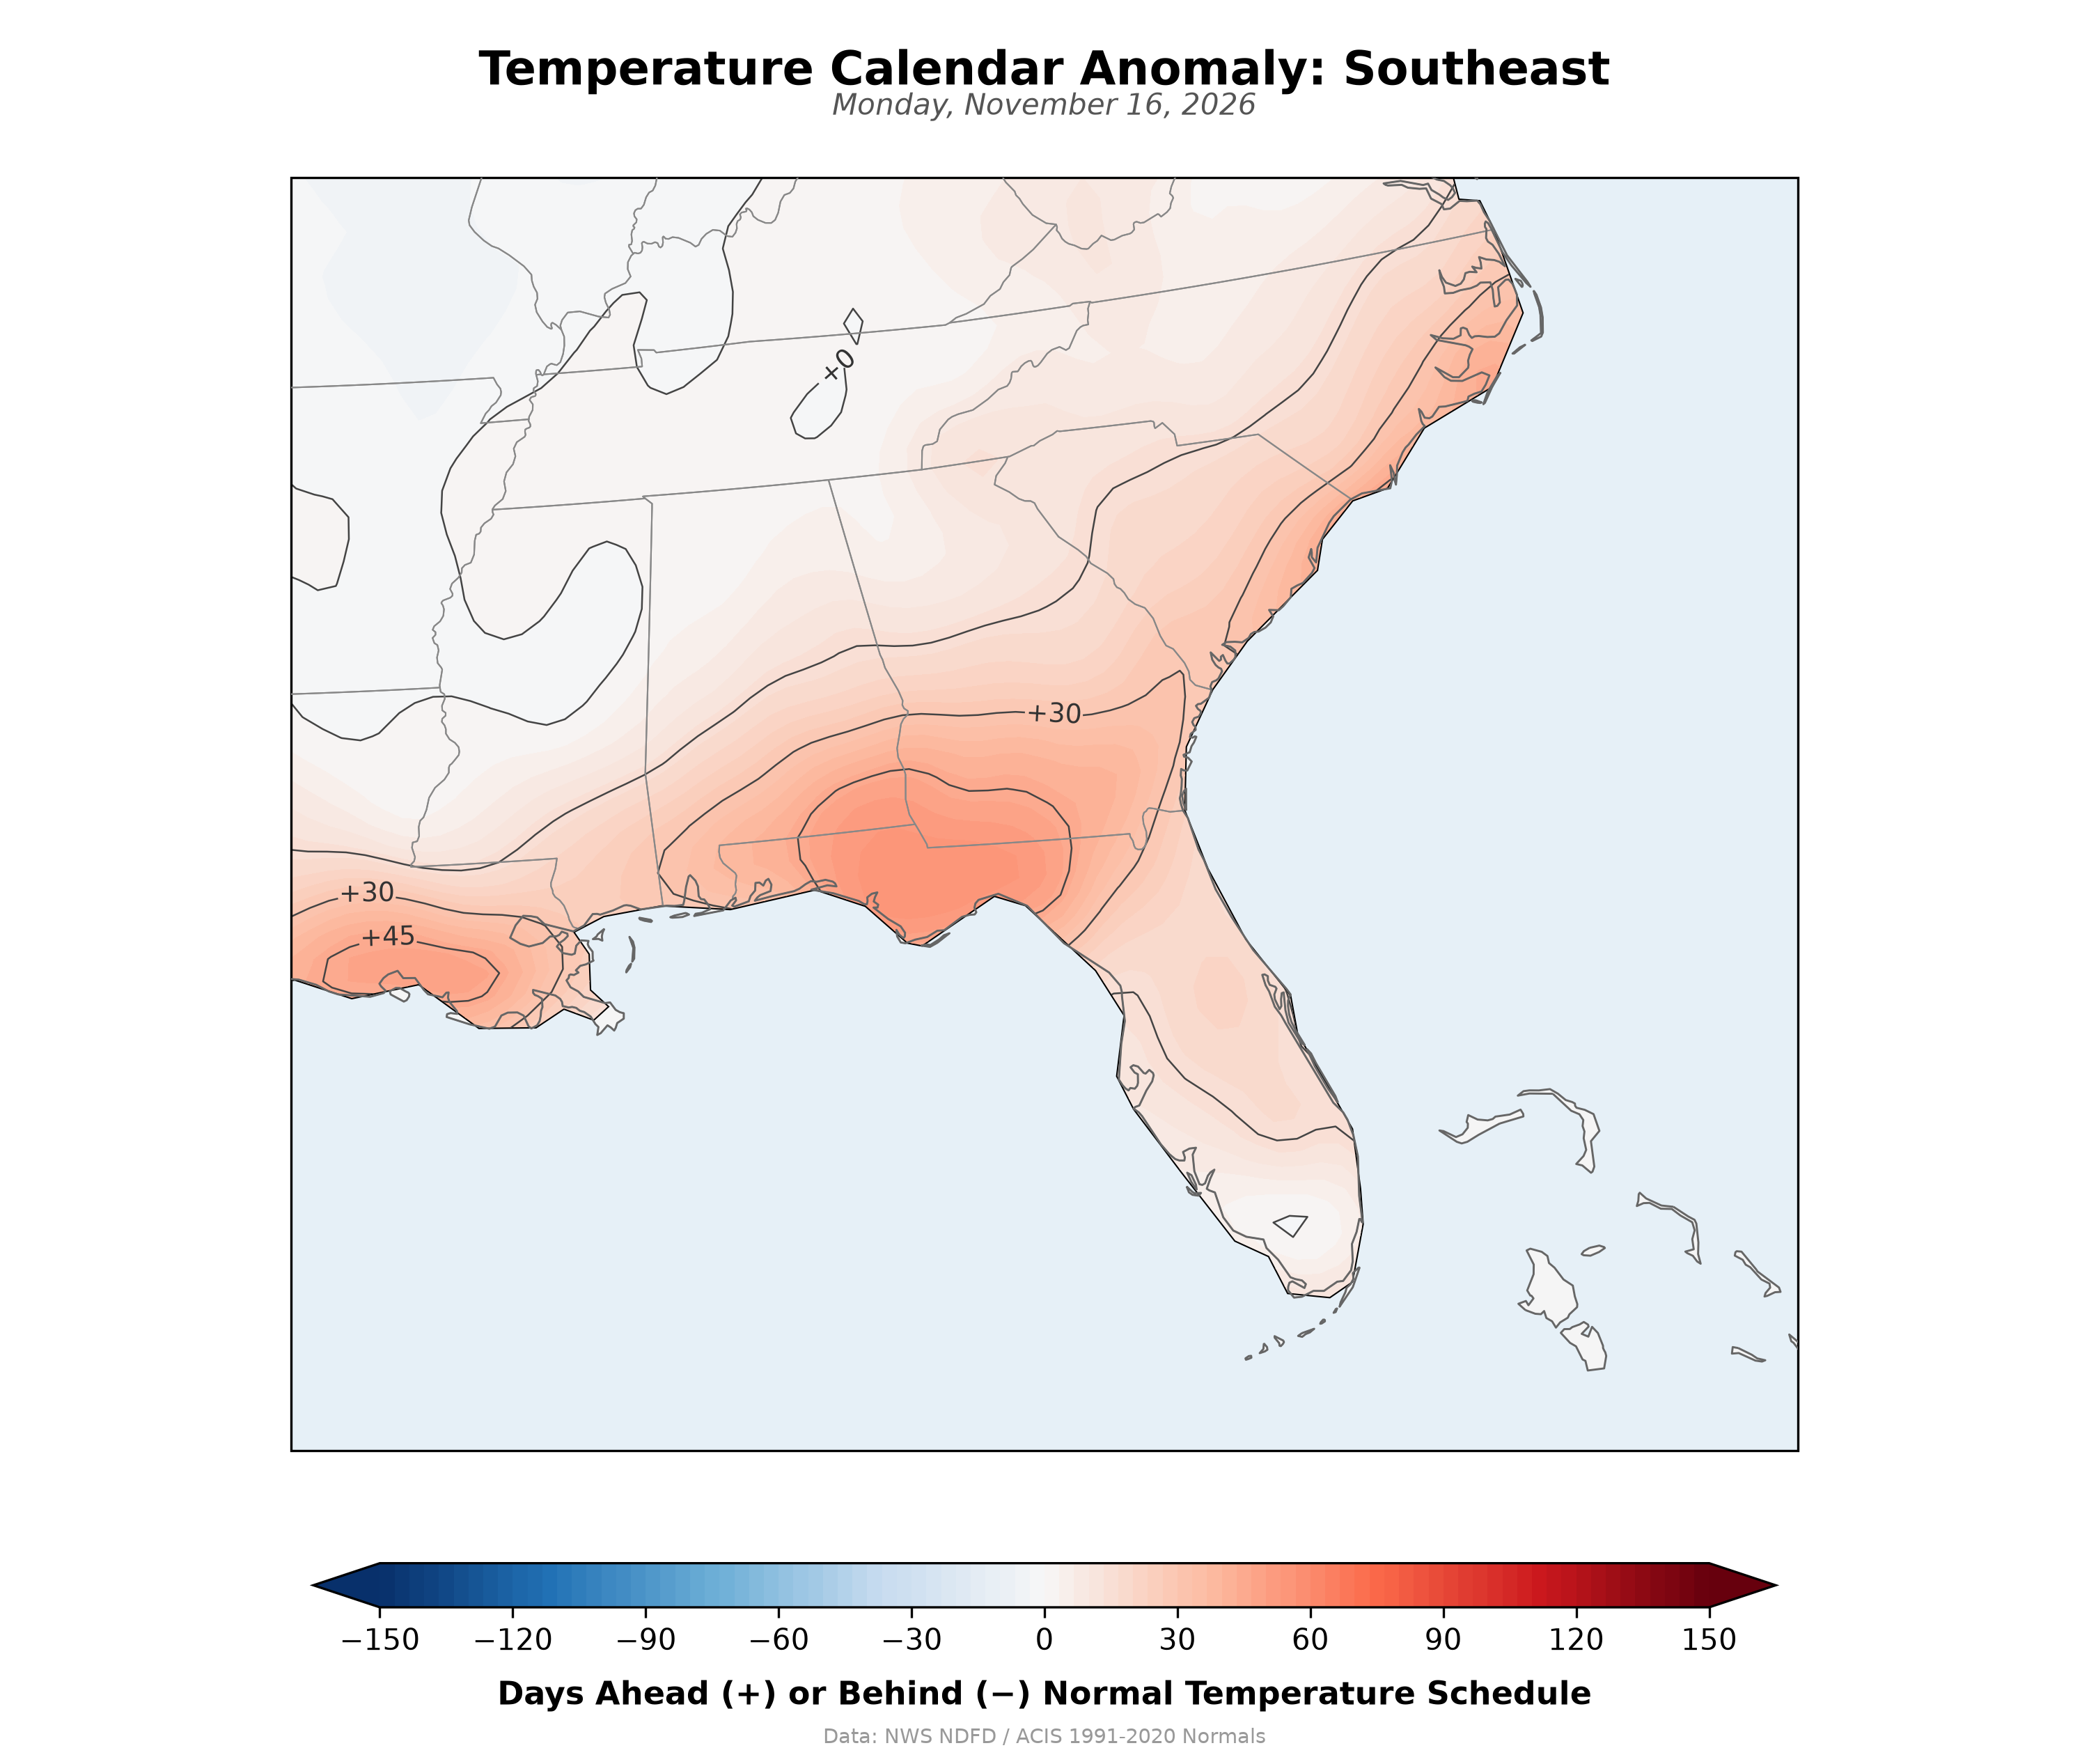 Temperature Calendar Anomaly: Southeast
Monday, November 16, 2026
+0
+30
+30
+45
−150 −120 −90 −60 −30 0 30 60 90 120 150
Days Ahead (+) or Behind (−) Normal Temperature Schedule
Data: NWS NDFD / ACIS 1991-2020 Normals